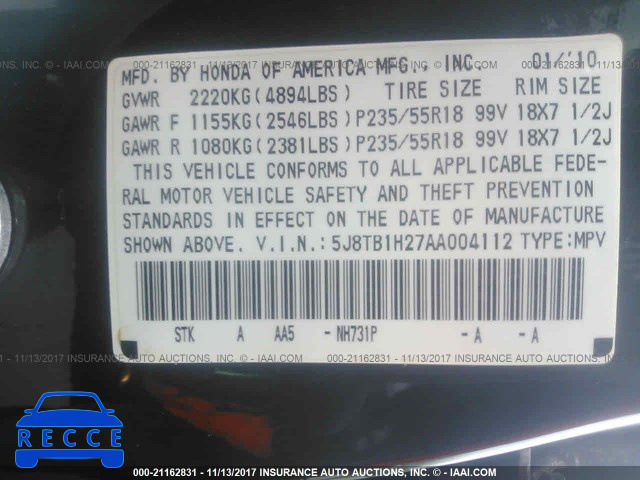 000-21162831 - 11/13/2017 INSURANCE AUTO AUCTIONS, INC. - © - IAAI.COM
MFD. BY HONDA OF AMERICA MFG., INC. 01/'10
GVWR 2220KG(4894LBS) TIRE SIZE RIM SIZE
GAWR F 1155KG(2546LBS)P235/55R18 99V 18X7 1/2J
GAWR R 1080KG(2381LBS)P235/55R18 99V 18X7 1/2J
THIS VEHICLE CONFORMS TO ALL APPLICABLE FEDE-
RAL MOTOR VEHICLE SAFETY AND THEFT PREVENTION
STANDARDS IN EFFECT ON THE DATE OF MANUFACTURE
SHOWN ABOVE. V.I.N.:5J8TB1H27AA004112 TYPE:MPV
STK A AA5 - NH731P - A - A
000-21162831 - 11/13/2017 INSURANCE AUTO AUCTIONS, INC. - © - IAAI.COM
RECCE
000-21162831 - 11/13/2017 INSURANCE AUTO AUCTIONS, INC. - © - IAAI.COM